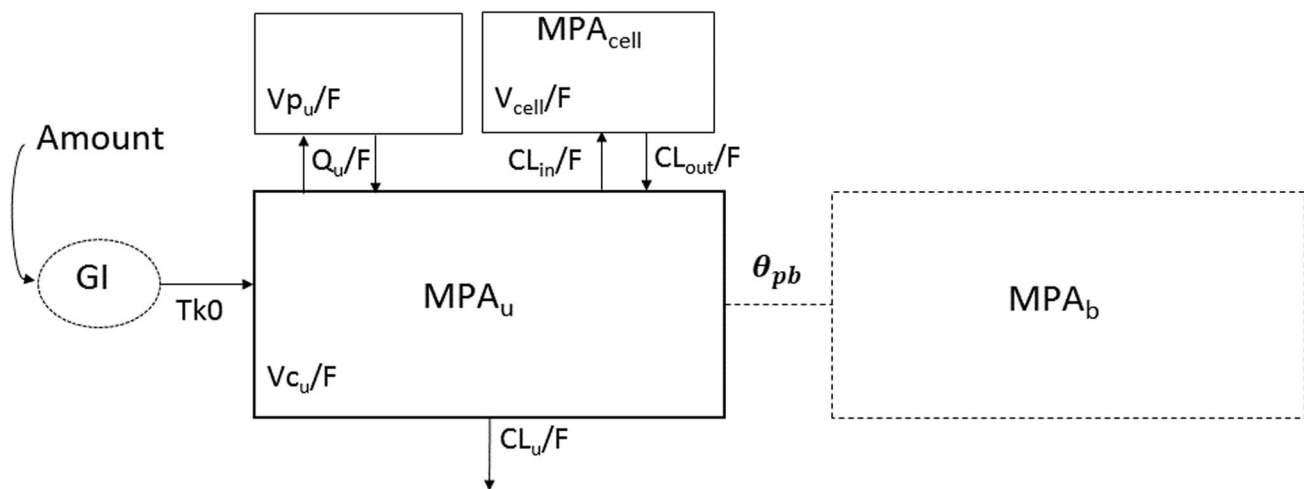 MPAcell
Vpu/F
Vcell/F
Amount
Qu/F
CLin/F
CLout/F
GI
Tk0
MPAu
θpb
MPAb
Vcu/F
CLu/F